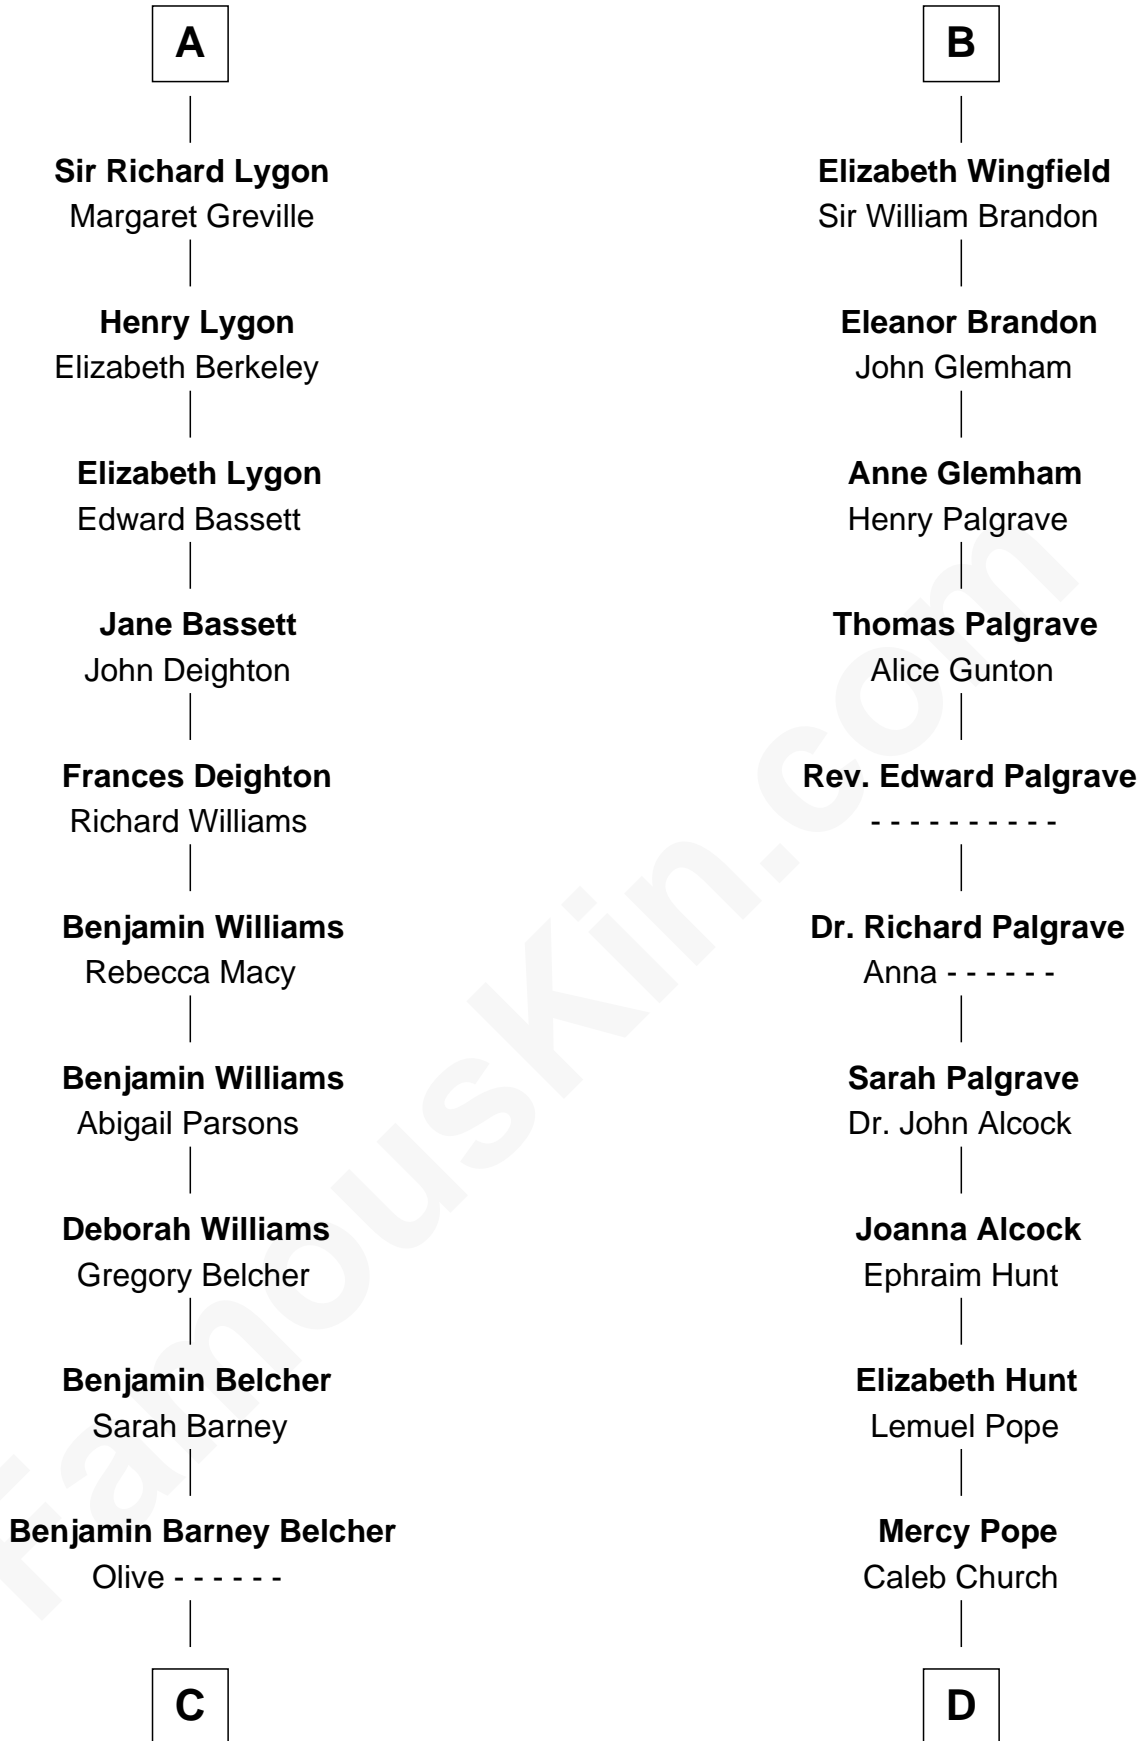 A
Sir Richard Lygon
Margaret Greville
Henry Lygon
Elizabeth Berkeley
Elizabeth Lygon
Edward Bassett
Jane Bassett
John Deighton
Frances Deighton
Richard Williams
Benjamin Williams
Rebecca Macy
Benjamin Williams
Abigail Parsons
Deborah Williams
Gregory Belcher
Benjamin Belcher
Sarah Barney
Benjamin Barney Belcher
Olive - - - - - -
C
B
Elizabeth Wingfield
Sir William Brandon
Eleanor Brandon
John Glemham
Anne Glemham
Henry Palgrave
Thomas Palgrave
Alice Gunton
Rev. Edward Palgrave
- - - - - - - - - -
Dr. Richard Palgrave
Anna - - - - - -
Sarah Palgrave
Dr. John Alcock
Joanna Alcock
Ephraim Hunt
Elizabeth Hunt
Lemuel Pope
Mercy Pope
Caleb Church
D
FamousKin.com